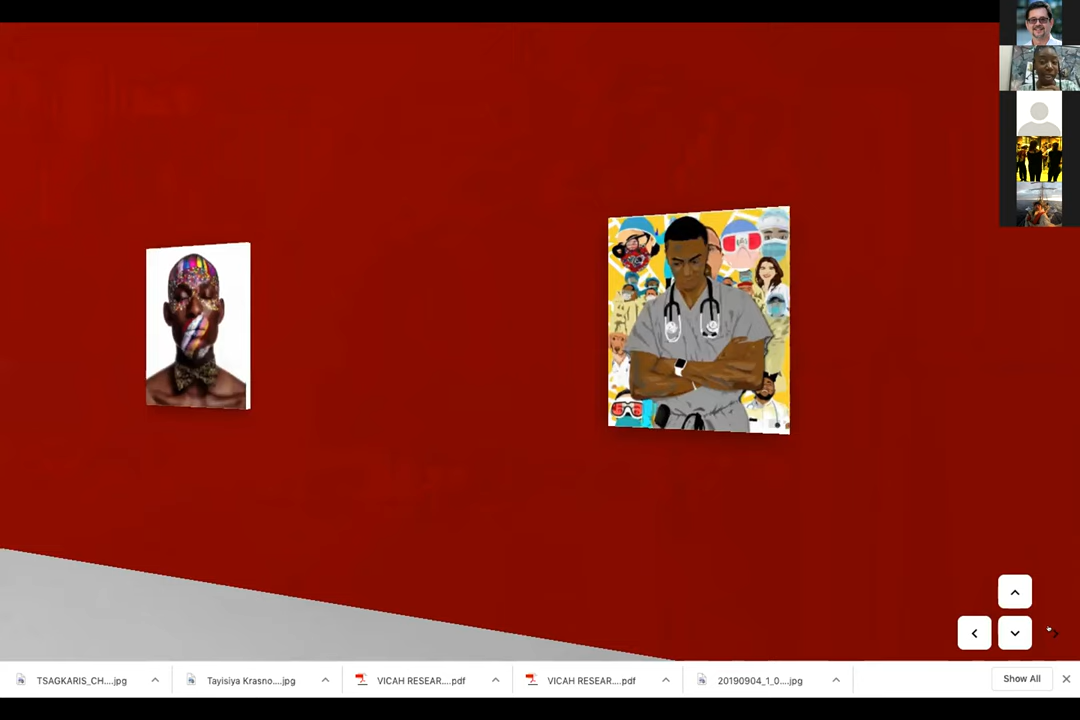 TSAGKARIS_CH....jpg
Tayisiya Krasno....jpg
VICAH RESEAR....pdf
VICAH RESEAR....pdf
20190904_1_0....jpg
Show All